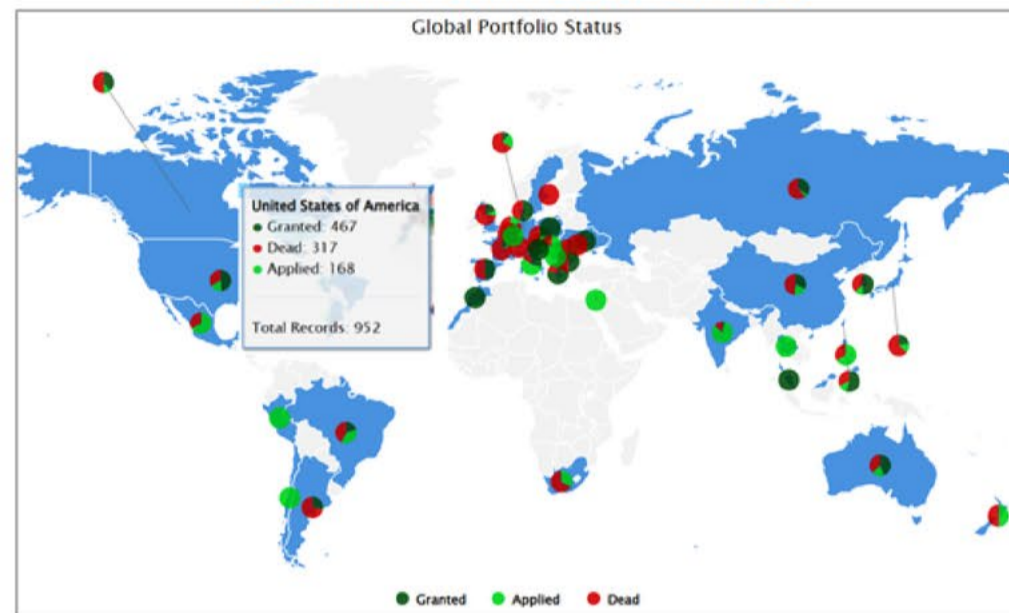 Global Portfolio Status
United States of America
Granted: 467
Dead: 317
Applied: 168
Total Records: 952
Granted Applied Dead